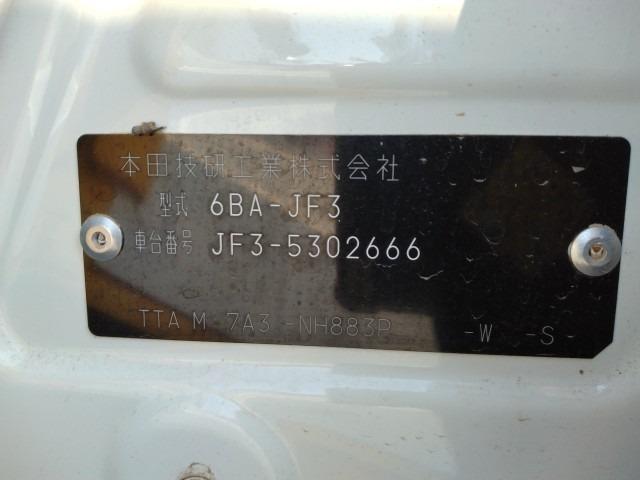 本田技研工業株式会社
型式 6BA-JF3
車台番号 JF3-5302666
TTA M 7A3 -NH883P -W -S -